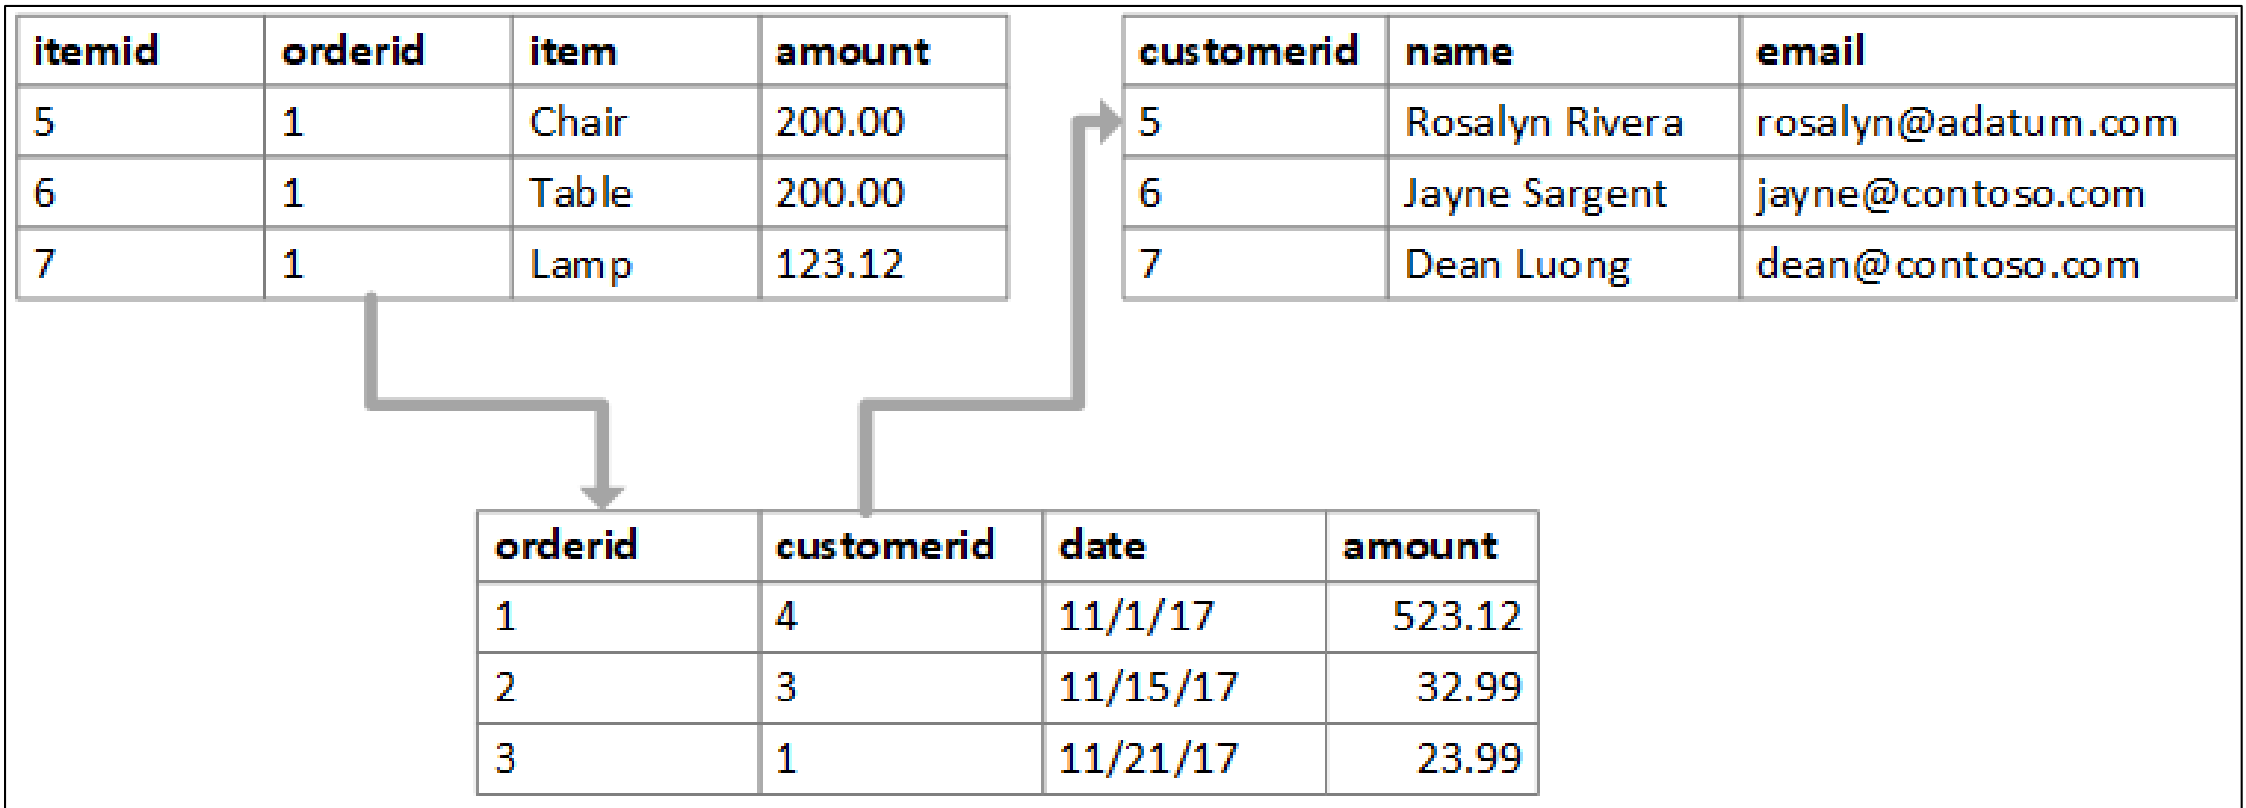 itemid orderid item amount
5 1 Chair 200.00
6 1 Table 200.00
7 1 Lamp 123.12
customerid name email
5 Rosalyn Rivera rosalyn@adatum.com
6 Jayne Sargent jayne@contoso.com
7 Dean Luong dean@contoso.com
orderid customerid date amount
1 4 11/1/17 523.12
2 3 11/15/17 32.99
3 1 11/21/17 23.99